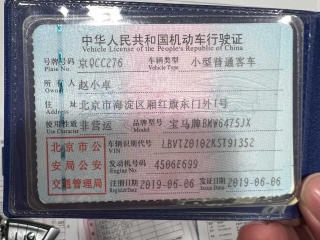 中华人民共和国机动车行驶证
Vehicle License of the People's Republic of China
号牌号码 京QCC276 车辆类型 小型普通客车
Plate No. Vehicle Type
所有人 赵小卓
Owner
住址 北京市海淀区厢红旗永门外1号
Address
使用性质 非营运 品牌型号 宝马牌BMW6475JX
Use Character Model
北京市公 车辆识别代号 LBVTZ0102KST91352
VIN
安局公安 发动机号码 4506E699
Engine No.
交通管理局 注册日期 2019-06-06 发证日期 2019-06-06
Register Date Issue Date